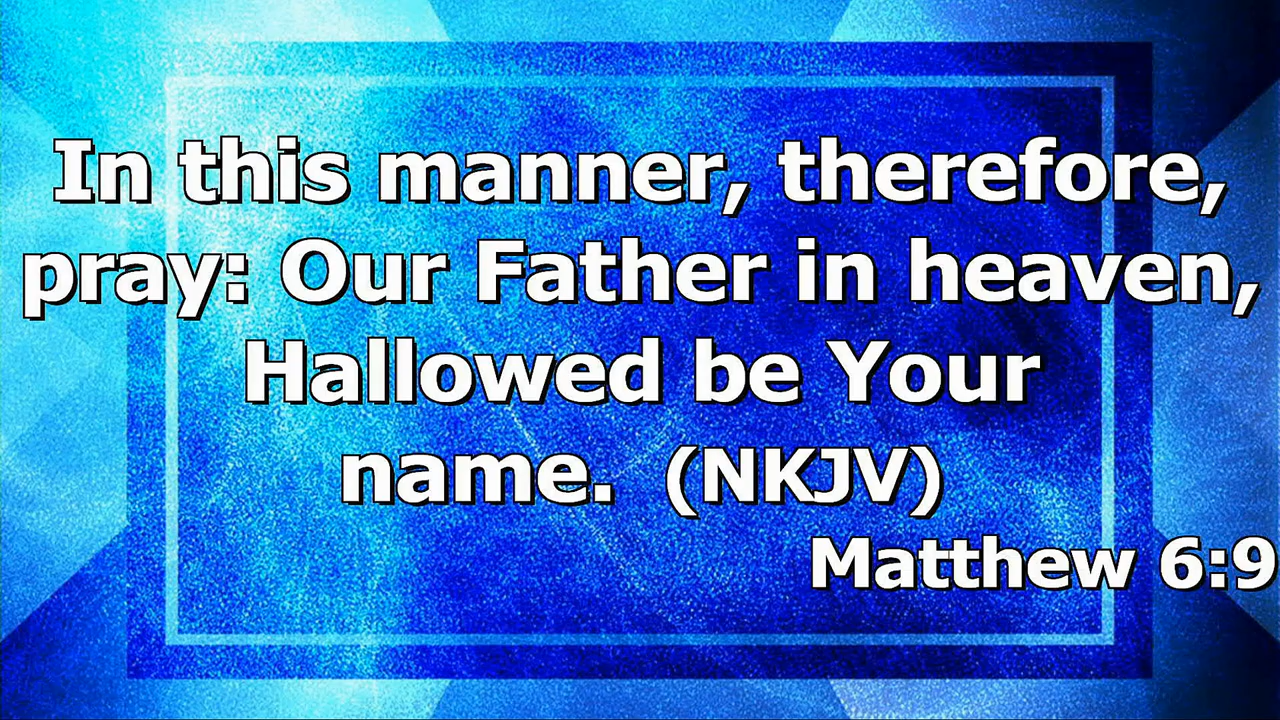 In this manner, therefore,
pray: Our Father in heaven,
Hallowed be Your
name.  (NKJV)
Matthew 6:9